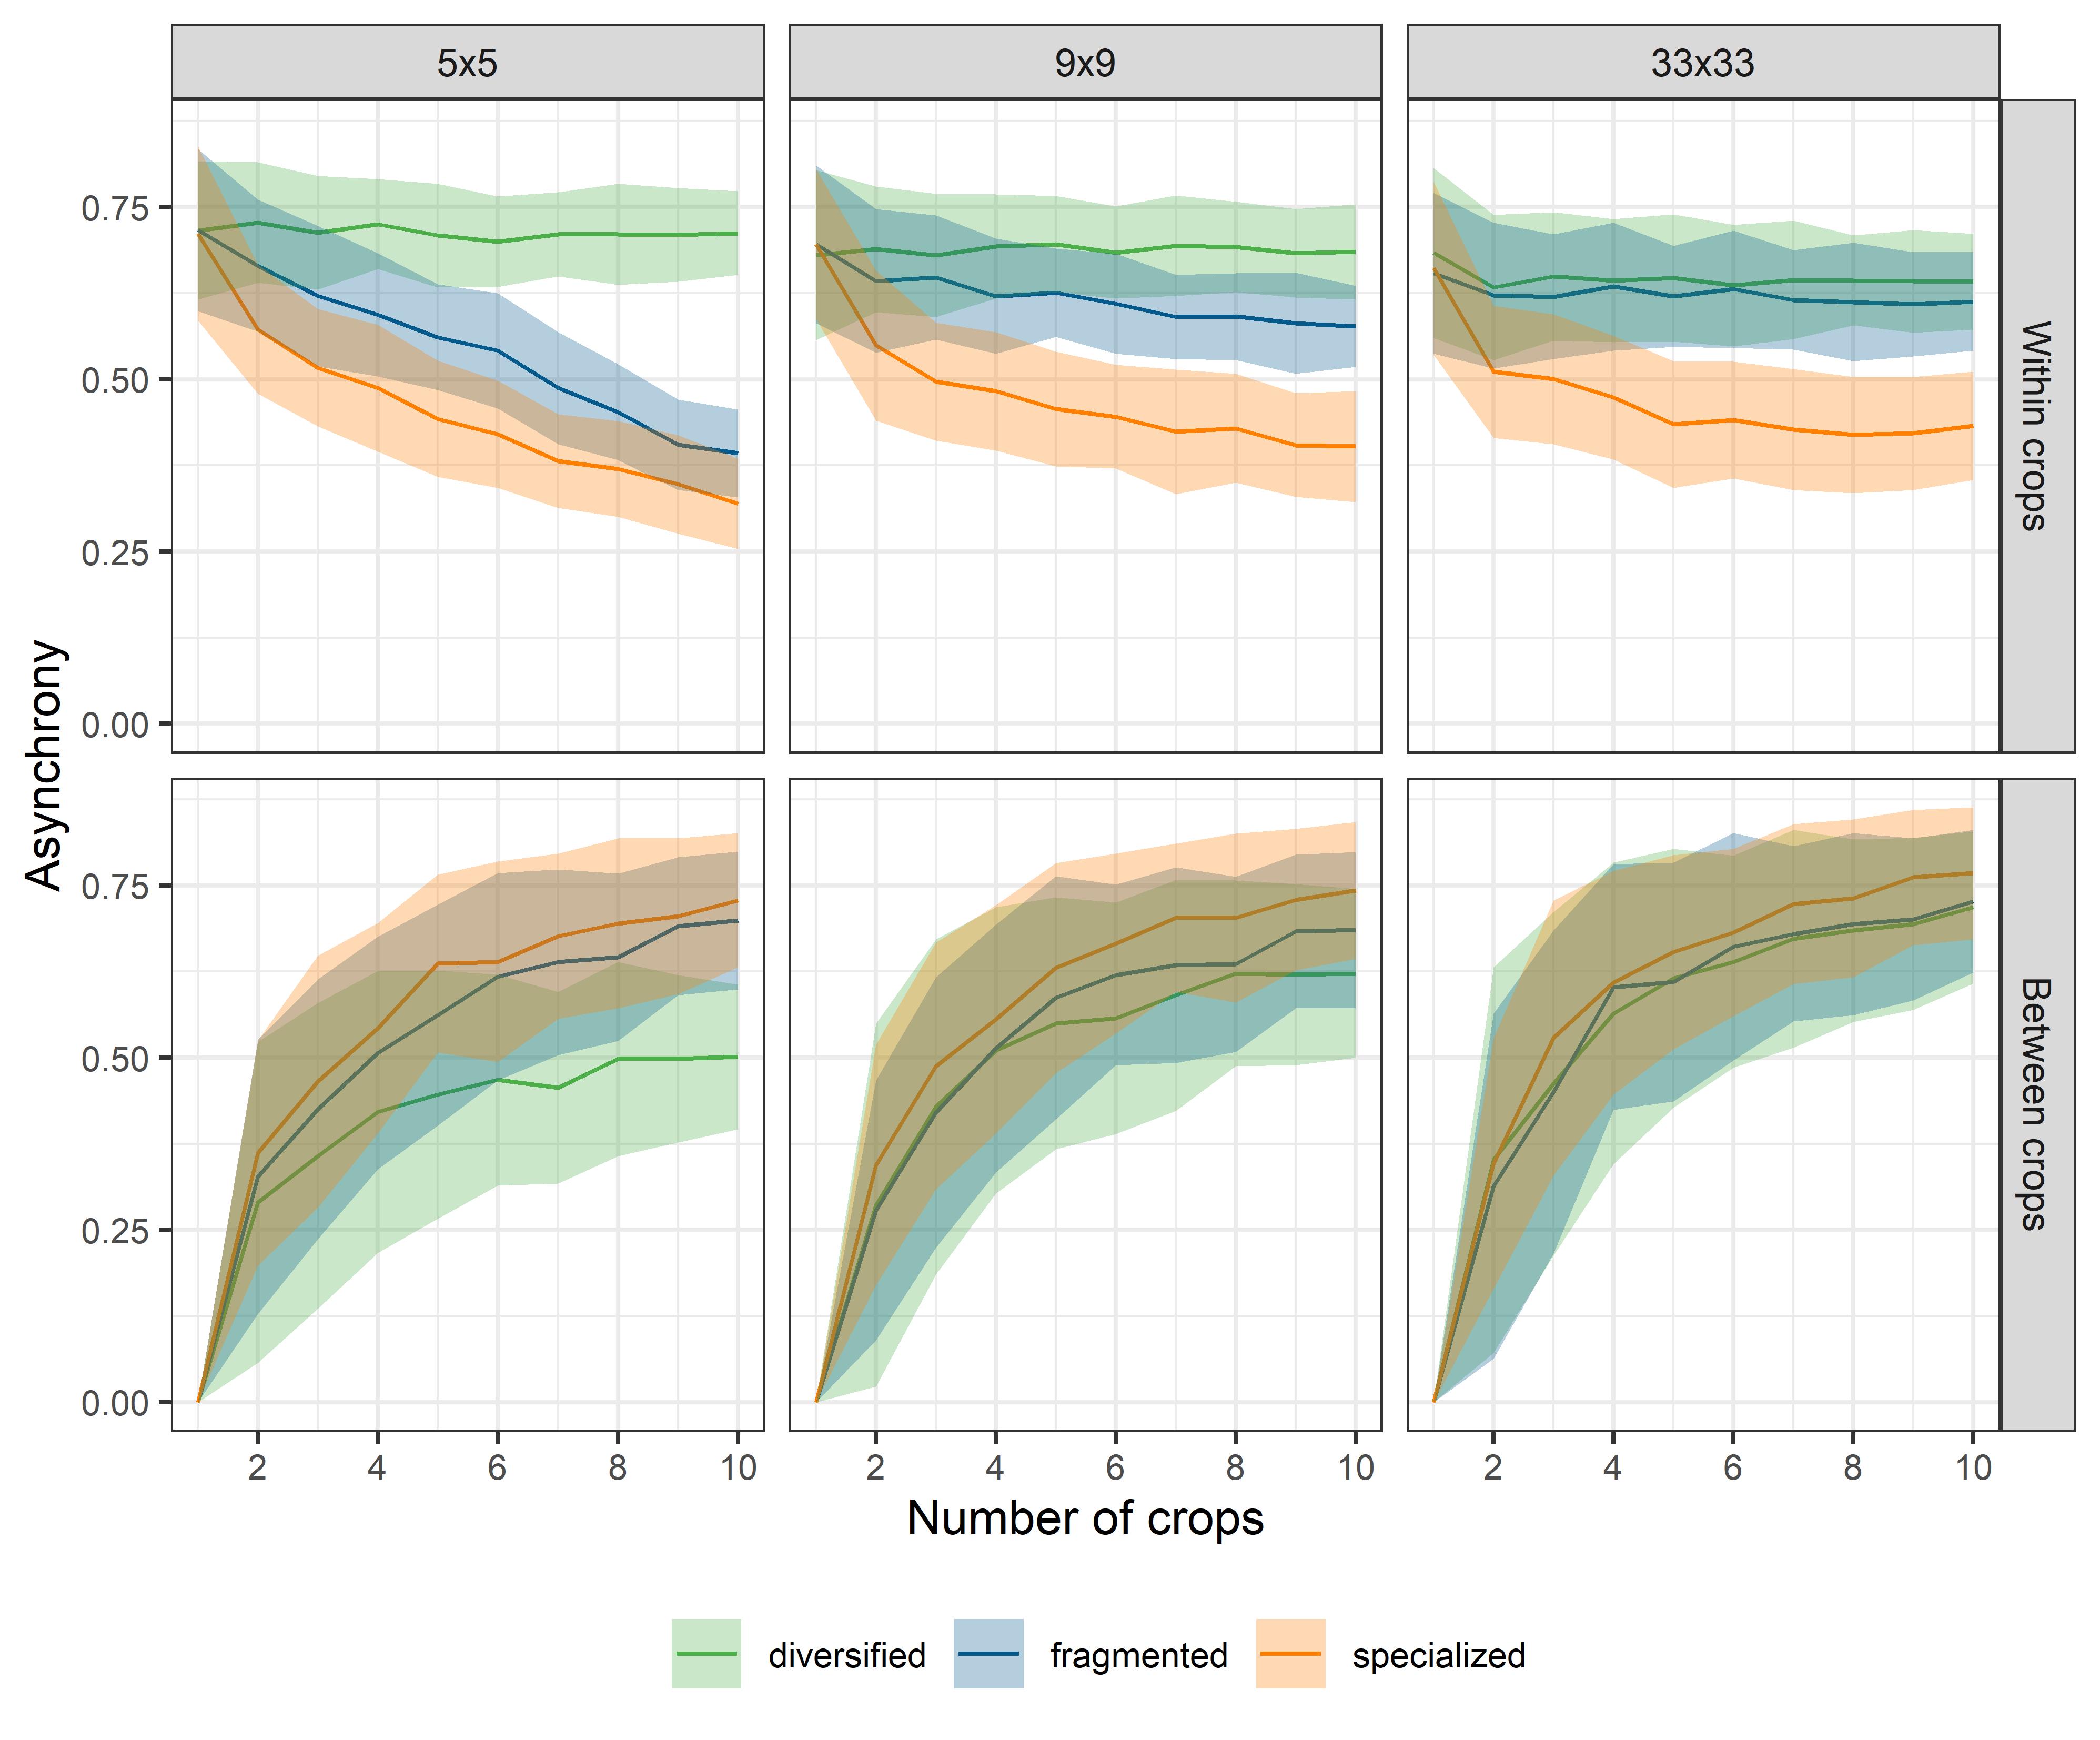 5x5 9x9 33x33
Asynchrony
0.75
0.50
0.25
0.00
Within crops
0.75
0.50
0.25
0.00
Between crops
2 4 6 8 10 2 4 6 8 10 2 4 6 8 10
Number of crops
diversified fragmented specialized